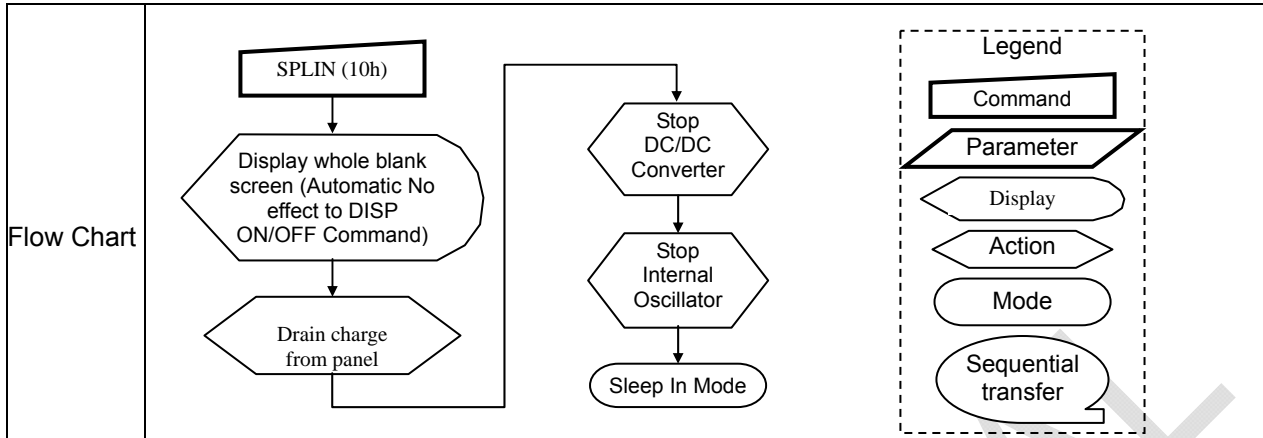 Flow Chart
SPLIN (10h)
Display whole blank
screen (Automatic No
effect to DISP
ON/OFF Command)
Drain charge
from panel
Stop
DC/DC
Converter
Stop
Internal
Oscillator
Sleep In Mode
Legend
Command
Parameter
Display
Action
Mode
Sequential
transfer